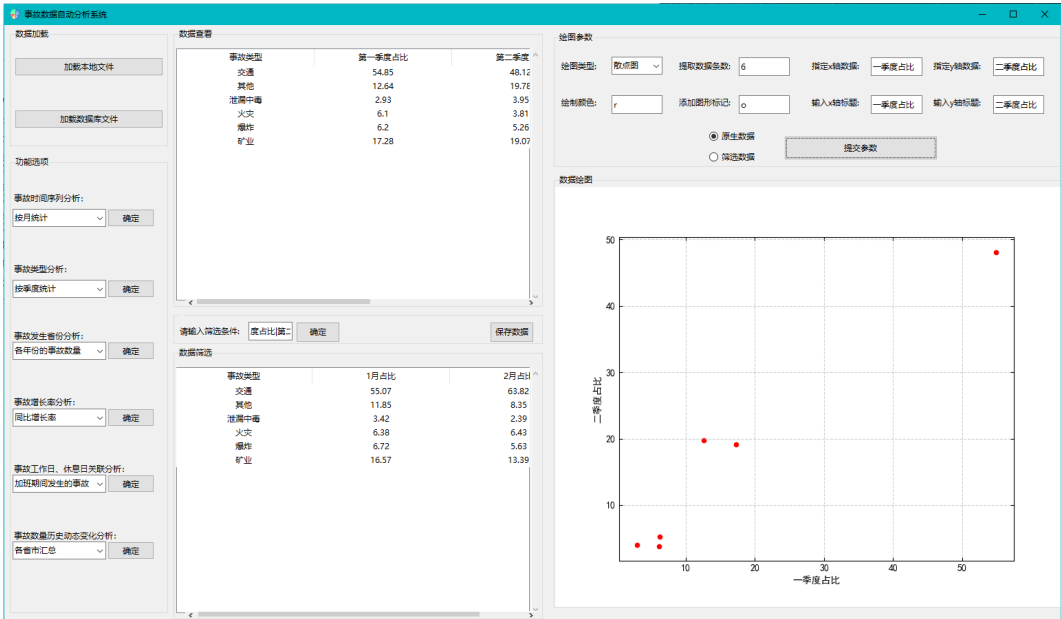 事故数据自动分析系统
数据加载
加载本地文件
加载数据库文件
功能选项
事故时间序列分析:
按月统计 确定
事故类型分析:
按季度统计 确定
事故发生省份分析:
各年份的事故数量 确定
事故增长率分析:
同比增长率 确定
事故工作日、休息日关联分析:
加班期间发生的事故 确定
事故数量历史动态变化分析:
各省市汇总 确定
数据查看
事故类型 第一季度占比 第二季度
交通 54.85 48.12
其他 12.64 19.78
泄漏中毒 2.93 3.95
火灾 6.1 3.81
爆炸 6.2 5.26
矿业 17.28 19.07
请输入筛选条件: 度占比|第二 确定 保存数据
数据筛选
事故类型 1月占比 2月占比
交通 55.07 63.82
其他 11.85 8.35
泄漏中毒 3.42 2.39
火灾 6.38 6.43
爆炸 6.72 5.63
矿业 16.57 13.39
绘图参数
绘图类型: 散点图 提取数据条数: 6 指定x轴数据: 一季度占比 指定y轴数据: 二季度占比
绘制颜色: r 添加图形标记: o 输入x轴标题: 一季度占比 输入y轴标题: 二季度占比
原生数据
筛选数据
提交参数
数据绘图
50
40
30
20
10
二季度占比
10 20 30 40 50
一季度占比